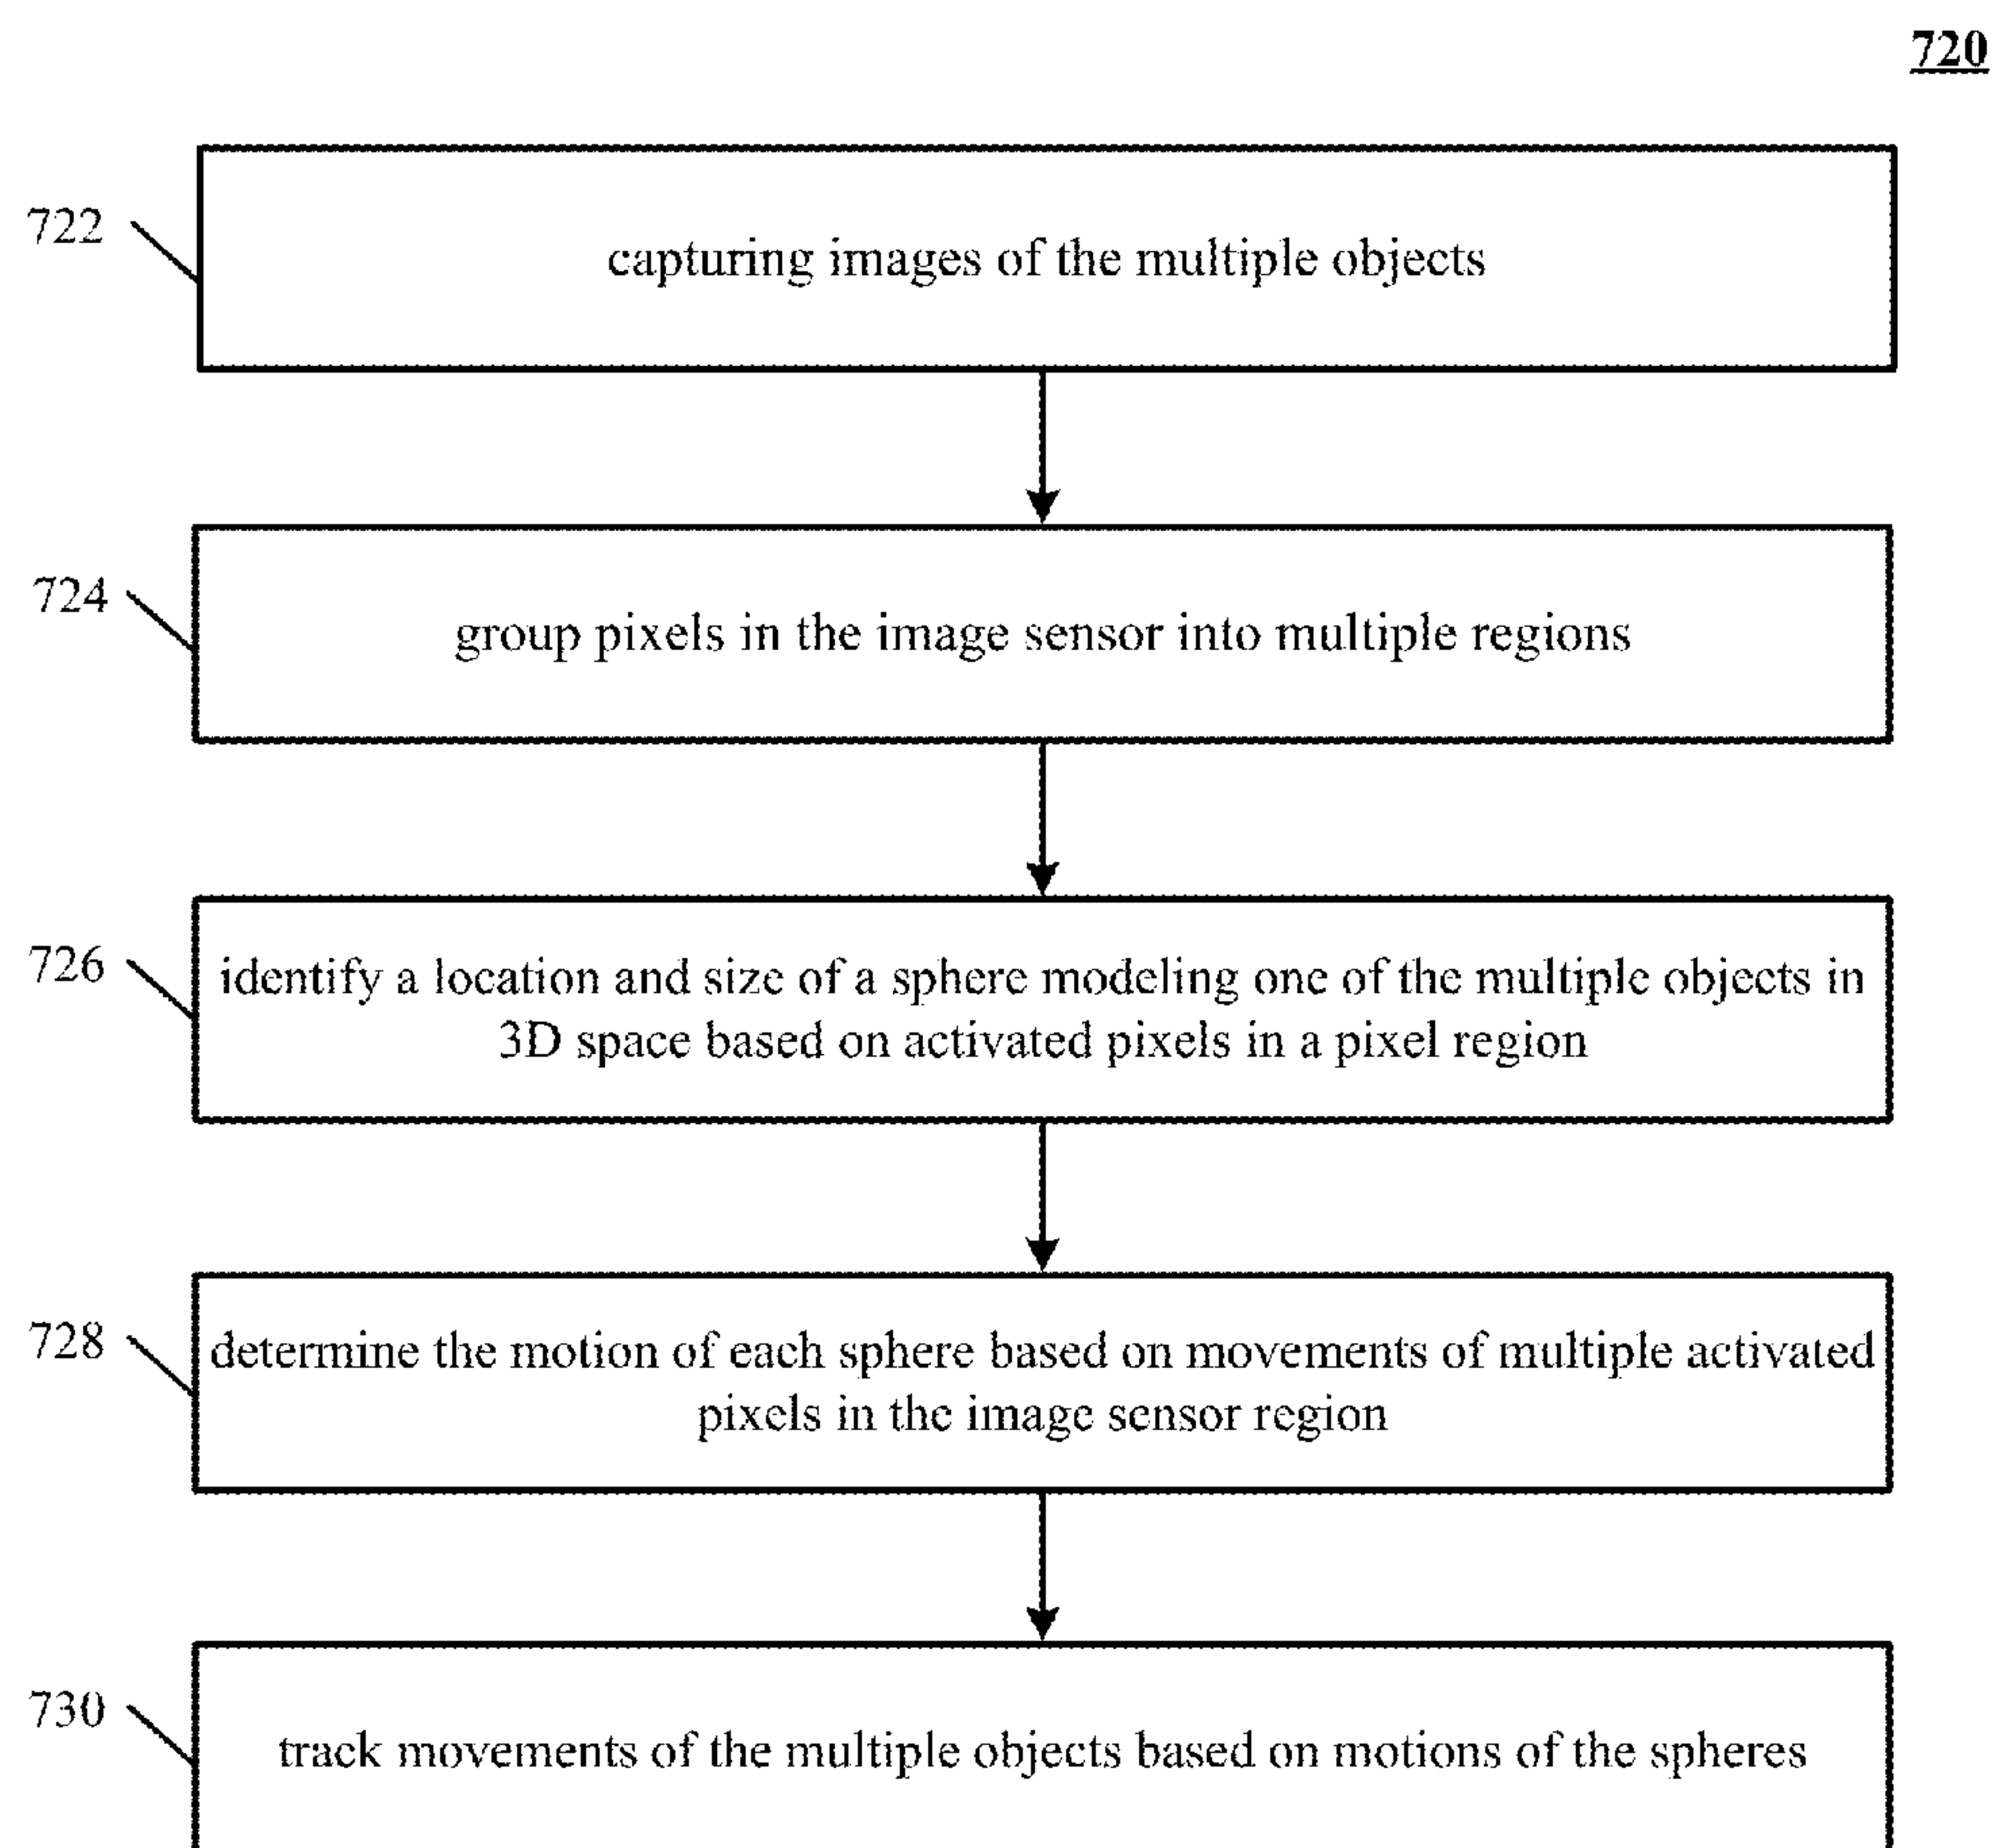 720
722
capturing images of the multiple objects
724
group pixels in the image sensor into multiple regions
726
identify a location and size of a sphere modeling one of the multiple objects in
3D space based on activated pixels in a pixel region
728
determine the motion of each sphere based on movements of multiple activated
pixels in the image sensor region
730
track movements of the multiple objects based on motions of the spheres